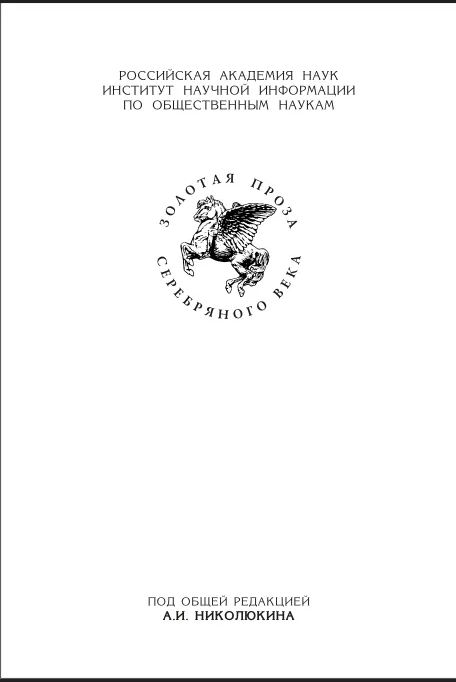 РОССИЙСКАЯ АКАДЕМИЯ НАУК
ИНСТИТУТ НАУЧНОЙ ИНФОРМАЦИИ
ПО ОБЩЕСТВЕННЫМ НАУКАМ
ЗОЛОТАЯ ПРОЗА
СЕРЕБРЯНОГО ВЕКА
ПОД ОБЩЕЙ РЕДАКЦИЕЙ
А.И. НИКОЛЮКИНА